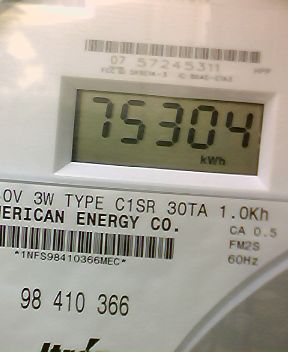 07 57245311
75304
kWh
0V 3W TYPE C1SR 30TA 1.0Kh
ERICAN ENERGY CO.
CA 0.5
FM2S
*1NFS98410366MEC*
60Hz
98 410 366